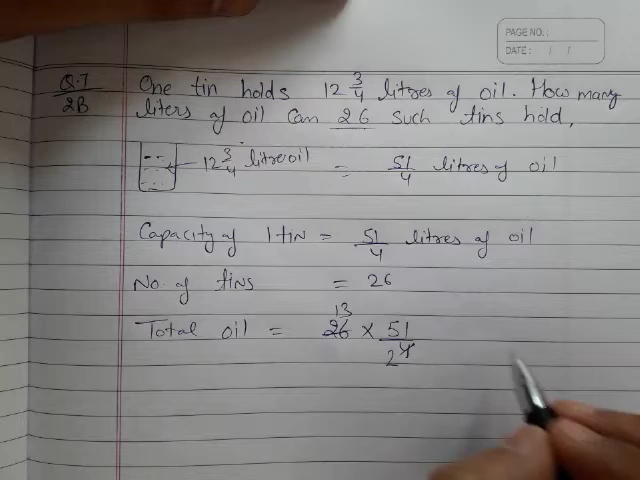 PAGE NO.:
DATE: / /
Q.7 One tin holds 12 3/4 litres of oil. How many
2B liters of oil can 26 such tins hold,
12 3/4 litre oil = 51/4 litres of oil
Capacity of 1 tin = 51/4 litres of oil
No. of tins = 26
13
Total oil = 26 × 51/4
2